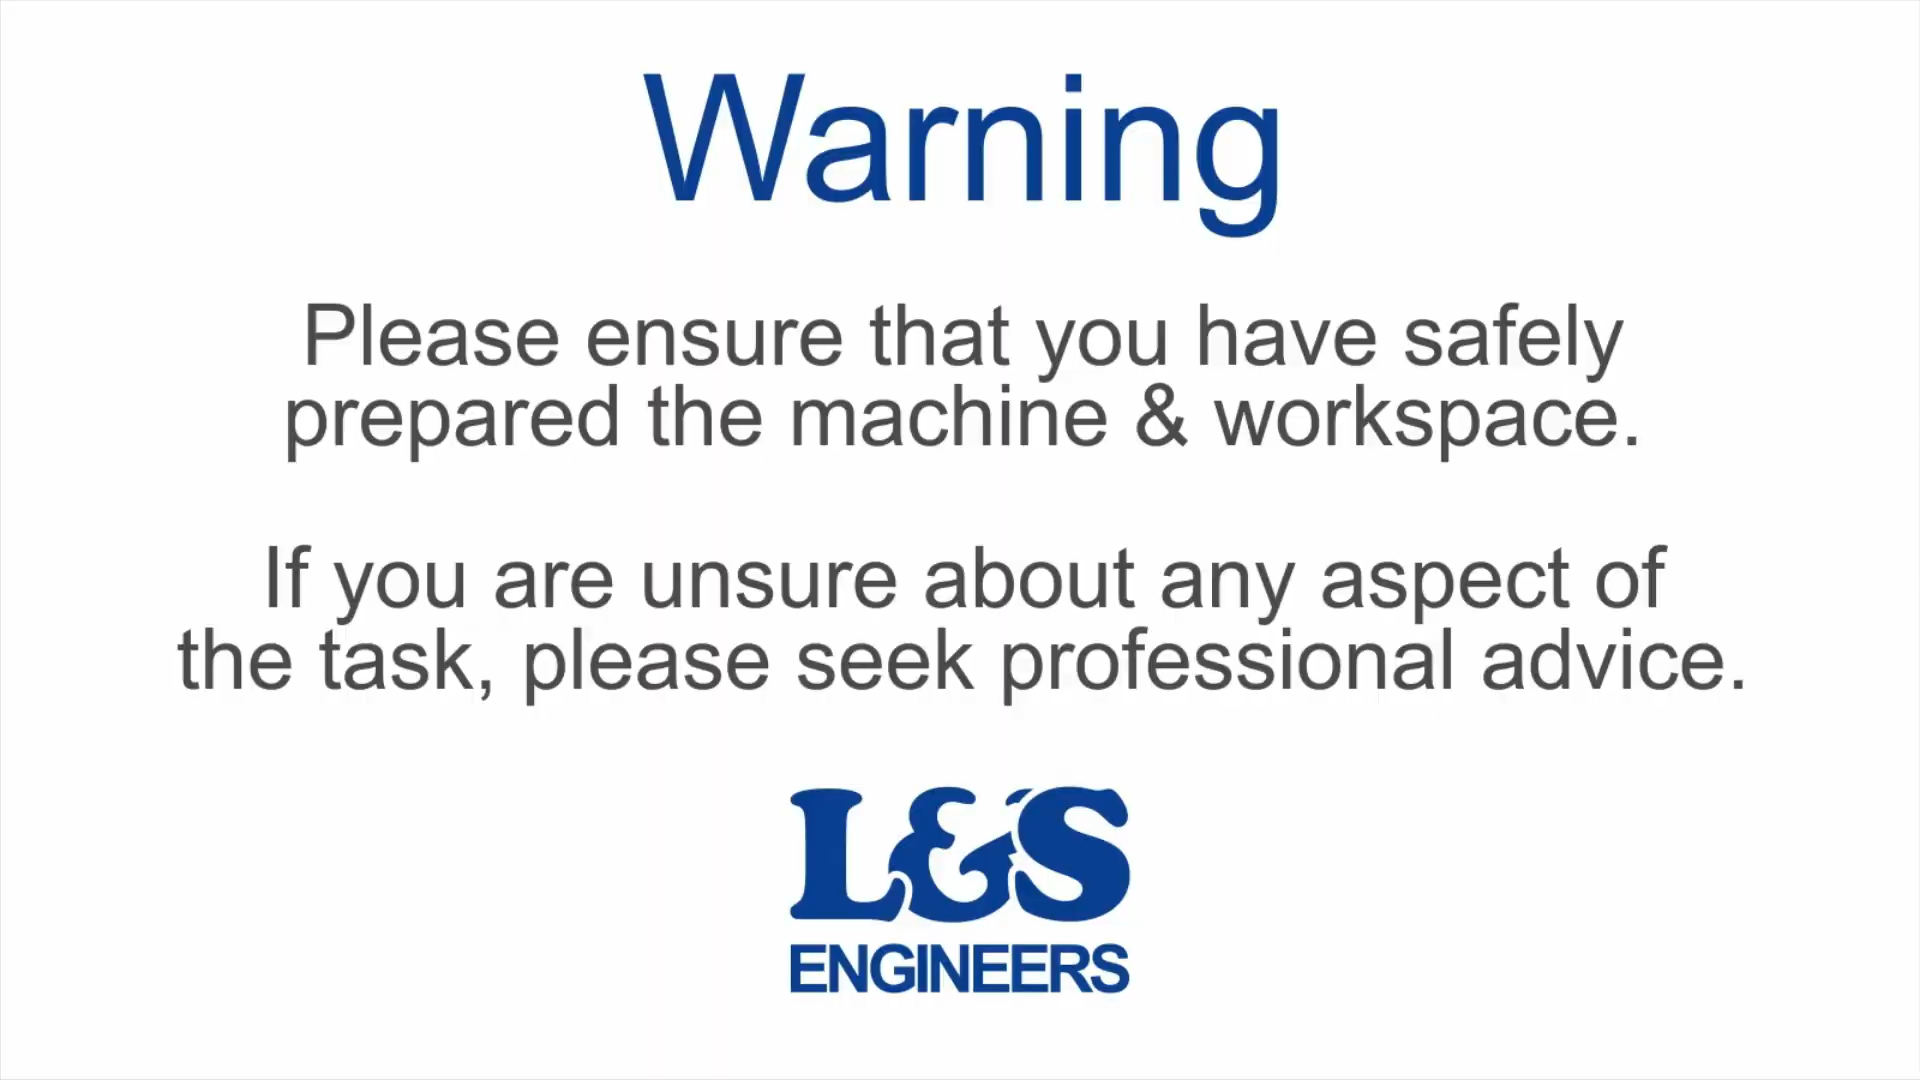 Warning
Please ensure that you have safely
prepared the machine & workspace.
If you are unsure about any aspect of
the task, please seek professional advice.
L&S
ENGINEERS